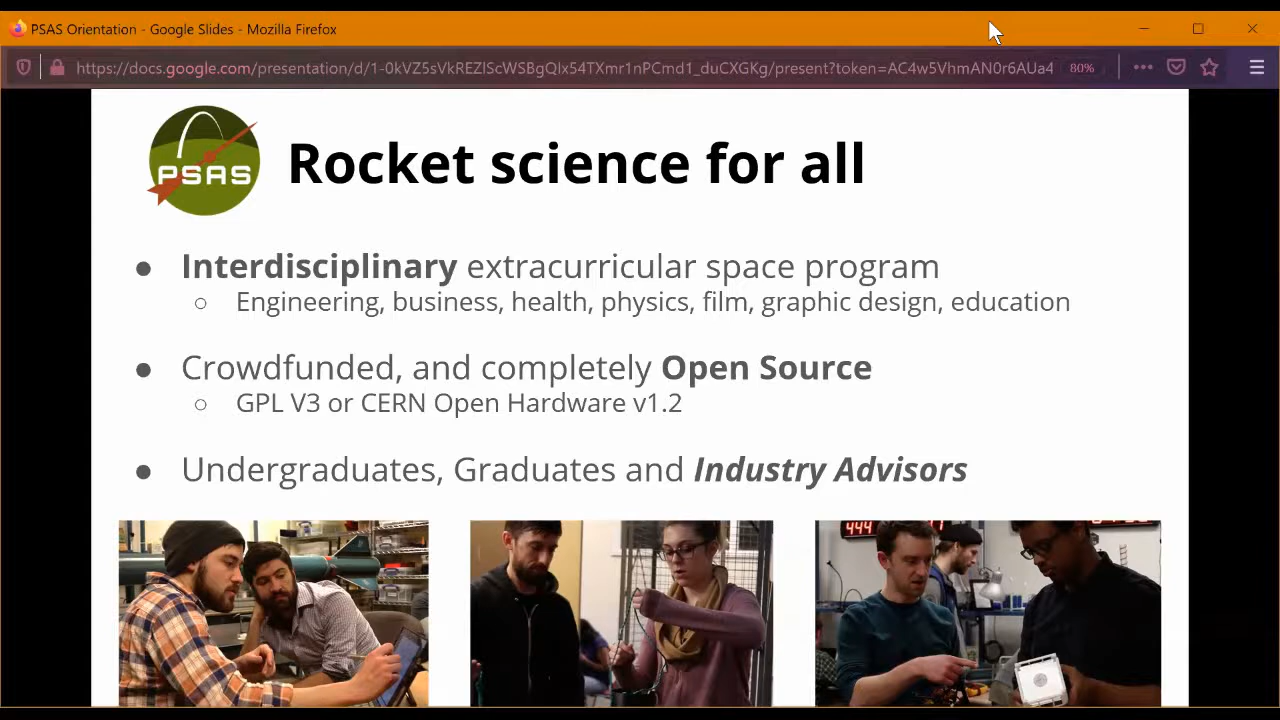 PSAS Orientation - Google Slides - Mozilla Firefox
https://docs.google.com/presentation/d/1-0kVZ5sVkREZlScWSBgQlx54TXmr1nPCmd1_duCXGKg/present?token=AC4w5VhmAN0r6AUa4
80%
PSAS
Rocket science for all
● Interdisciplinary extracurricular space program
○ Engineering, business, health, physics, film, graphic design, education
● Crowdfunded, and completely Open Source
○ GPL V3 or CERN Open Hardware v1.2
● Undergraduates, Graduates and Industry Advisors
444